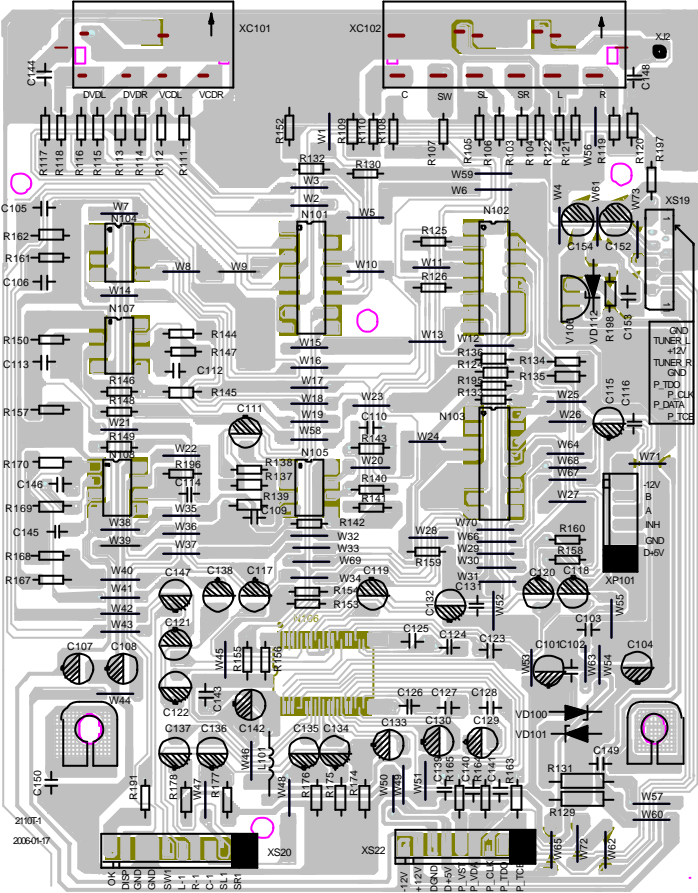 XC101
XC102
XJ2
C144
C148
DVDL DVDR VCDL VCDR
C SW SL SR L R
R117 R118 R116 R115 R113 R114 R112 R111
R152 W1 R109 R110 R108 R107 R105 R106 R103 R104 R122 R121 W56 R119 R120 R197
R132 R130
W3 W59
W2 W6 W4 W61 W73 XS19
C105 W7 N104 N101 W5 N102
R162 R125 C154 C152
R161 W8 W9 W10 W11
C106 R126
W14 V106 VD112 R198 C153
N107
R150 R144 W15 W13 W12 GND
R147 R136 TUNER_L
C113 C112 W16 R134 +12V
W17 R135 TUNER_R
GND
R146 R145 R195 P_TDO
R148 W18 W23 W25 C115 C116 P_CLK
R157 W19 C110 N103 W26 P_DATA
W21 C111 W58 R143 W24 P_TCE
R149 W22 W64
R170 N108 R196 R138 N105 W20 W68 W71
C146 C114 R137 R140 W67 -12V
R169 R139 R141 W27 B
W35 C109 A
C145 W38 W36 R142 W70 R160 INH
W39 W37 W32 W28 W66 GND
R168 W33 R159 W29 R158 D+5V
W69 W30
R167 W40 C147 C138 C117 W34 C119 W31 C120 C118 XP101
W41 R154 C132 C131 W52 W55
W42 R153
W43 C121 N106 C103
C107 C108 W45 R155 R156 C125 C124 C123 W53 C101 C102 W63 W54 C104
W44 C122 C143 C126 C127 C128
C142 VD100
C137 C136 W46 L101 C135 C134 C133 C130 C129 VD101
C150 R191 R178 W47 R177 W48 R176 R175 R174 W50 W49 W51 C139 R165 C140 R164 C141 R163 R131 C149
R129 W57
W60
2110T-1
2006-01-17
XS20 XS22 W65 W72 W62
OK DISP GND GND SW1 L-1 R-1 C-1 SL1 SR1
-12V +12V DGND D+5V P_VST P_VDA P_CLK P_TDO P_TCE